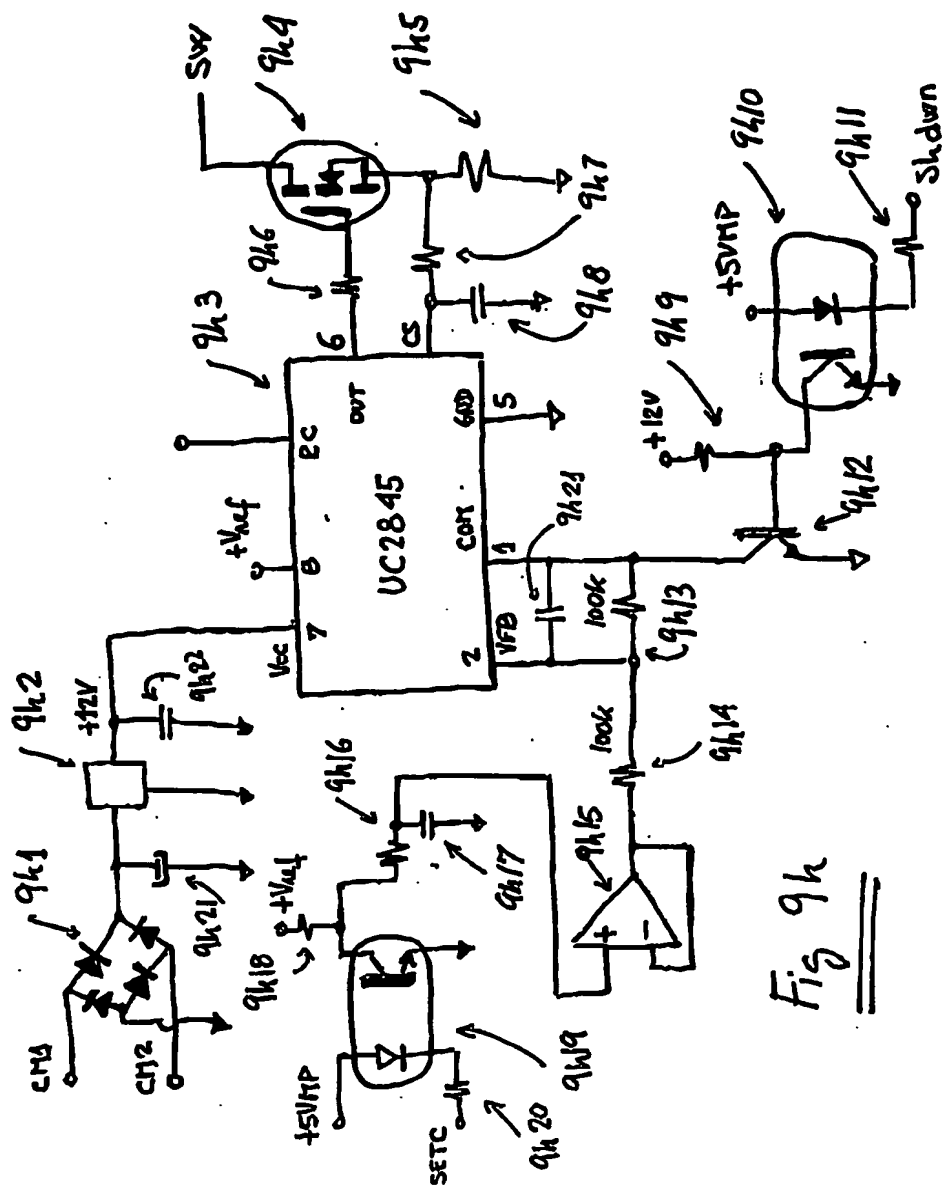 CM1
CM2
9h1
9h21
9h2
+12V
9h22
+Vref
RC
9h3
Vcc
7
8
UC2845
OUT
6
CS
GND
5
COM
1
VFB
2
9h6
SW
9h4
9h5
9h7
9h8
9h21
+12V
9h9
+5VMP
9h10
9h11
Shdwn
9h12
100k
9h13
100k
9h14
9h15
+
-
9h16
9h17
+Vref
9h18
9h19
+5VMP
SETC
9h20
Fig 9h